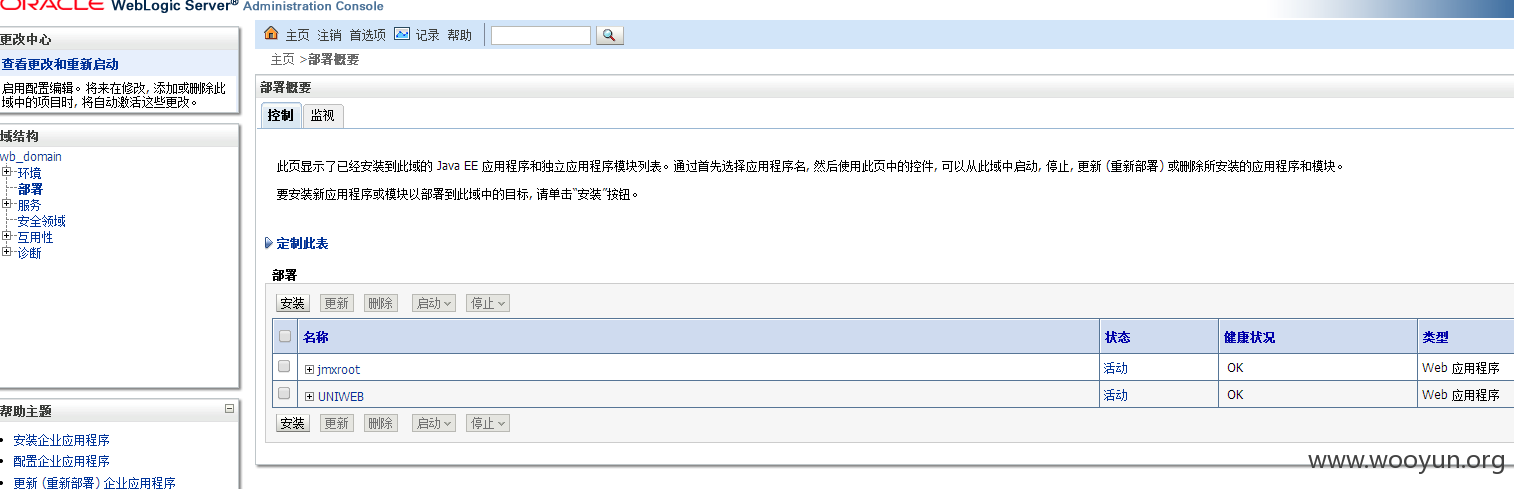 ORACLE WebLogic Server® Administration Console
更改中心
查看更改和重新启动
启用配置编辑。将来在修改, 添加或删除此
域中的项目时, 将自动激活这些更改。
域结构
wb_domain
环境
部署
服务
安全领域
互用性
诊断
帮助主题
安装企业应用程序
配置企业应用程序
更新 (重新部署) 企业应用程序
主页 注销 首选项 记录 帮助
主页 >部署概要
部署概要
控制 监视
此页显示了已经安装到此域的 Java EE 应用程序和独立应用程序模块列表。通过首先选择应用程序名, 然后使用此页中的控件, 可以从此域中启动, 停止, 更新 (重新部署) 或删除所安装的应用程序和模块。
要安装新应用程序或模块以部署到此域中的目标, 请单击“安装”按钮。
定制此表
部署
安装 更新 删除 启动 停止
名称 状态 健康状况 类型
jmxroot 活动 OK Web 应用程序
UNIWEB 活动 OK Web 应用程序
安装 更新 删除 启动 停止
www.wooyun.org